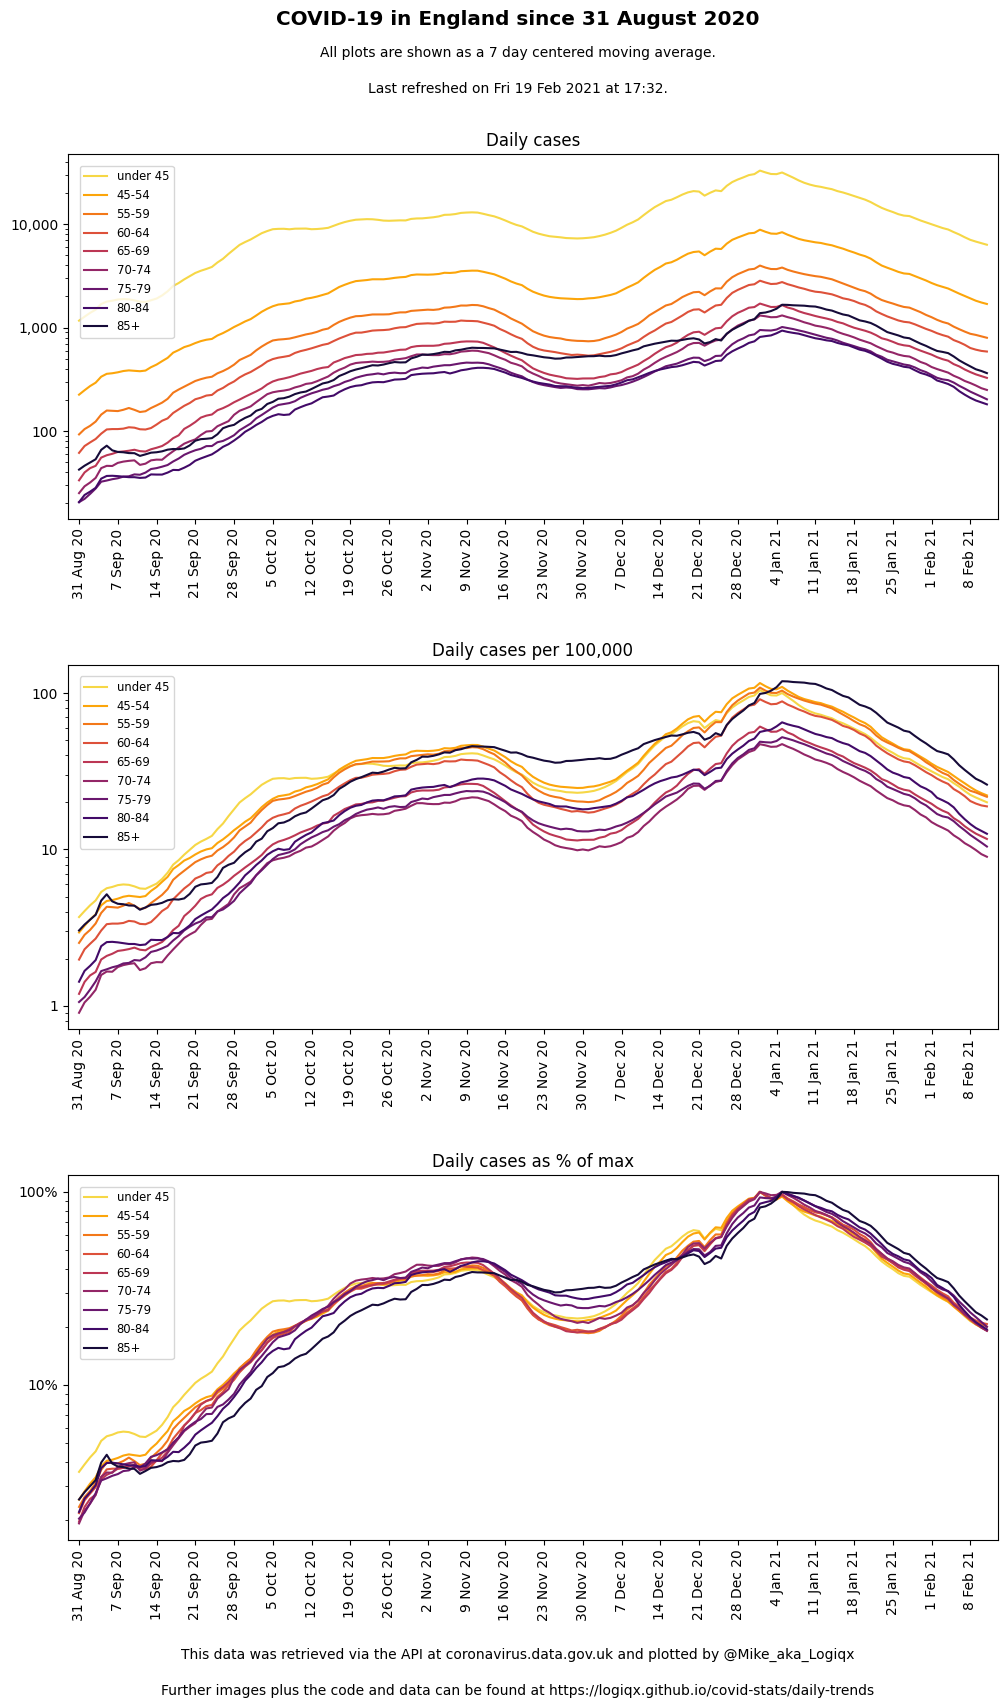 COVID-19 in England since 31 August 2020
All plots are shown as a 7 day centered moving average.
Last refreshed on Fri 19 Feb 2021 at 17:32.
Daily cases
under 45
45-54
55-59
60-64
65-69
70-74
75-79
80-84
85+
10,000
1,000
100
31 Aug 20
7 Sep 20
14 Sep 20
21 Sep 20
28 Sep 20
5 Oct 20
12 Oct 20
19 Oct 20
26 Oct 20
2 Nov 20
9 Nov 20
16 Nov 20
23 Nov 20
30 Nov 20
7 Dec 20
14 Dec 20
21 Dec 20
28 Dec 20
4 Jan 21
11 Jan 21
18 Jan 21
25 Jan 21
1 Feb 21
8 Feb 21
Daily cases per 100,000
under 45
45-54
55-59
60-64
65-69
70-74
75-79
80-84
85+
100
10
1
31 Aug 20
7 Sep 20
14 Sep 20
21 Sep 20
28 Sep 20
5 Oct 20
12 Oct 20
19 Oct 20
26 Oct 20
2 Nov 20
9 Nov 20
16 Nov 20
23 Nov 20
30 Nov 20
7 Dec 20
14 Dec 20
21 Dec 20
28 Dec 20
4 Jan 21
11 Jan 21
18 Jan 21
25 Jan 21
1 Feb 21
8 Feb 21
Daily cases as % of max
under 45
45-54
55-59
60-64
65-69
70-74
75-79
80-84
85+
100%
10%
31 Aug 20
7 Sep 20
14 Sep 20
21 Sep 20
28 Sep 20
5 Oct 20
12 Oct 20
19 Oct 20
26 Oct 20
2 Nov 20
9 Nov 20
16 Nov 20
23 Nov 20
30 Nov 20
7 Dec 20
14 Dec 20
21 Dec 20
28 Dec 20
4 Jan 21
11 Jan 21
18 Jan 21
25 Jan 21
1 Feb 21
8 Feb 21
This data was retrieved via the API at coronavirus.data.gov.uk and plotted by @Mike_aka_Logiqx
Further images plus the code and data can be found at https://logiqx.github.io/covid-stats/daily-trends